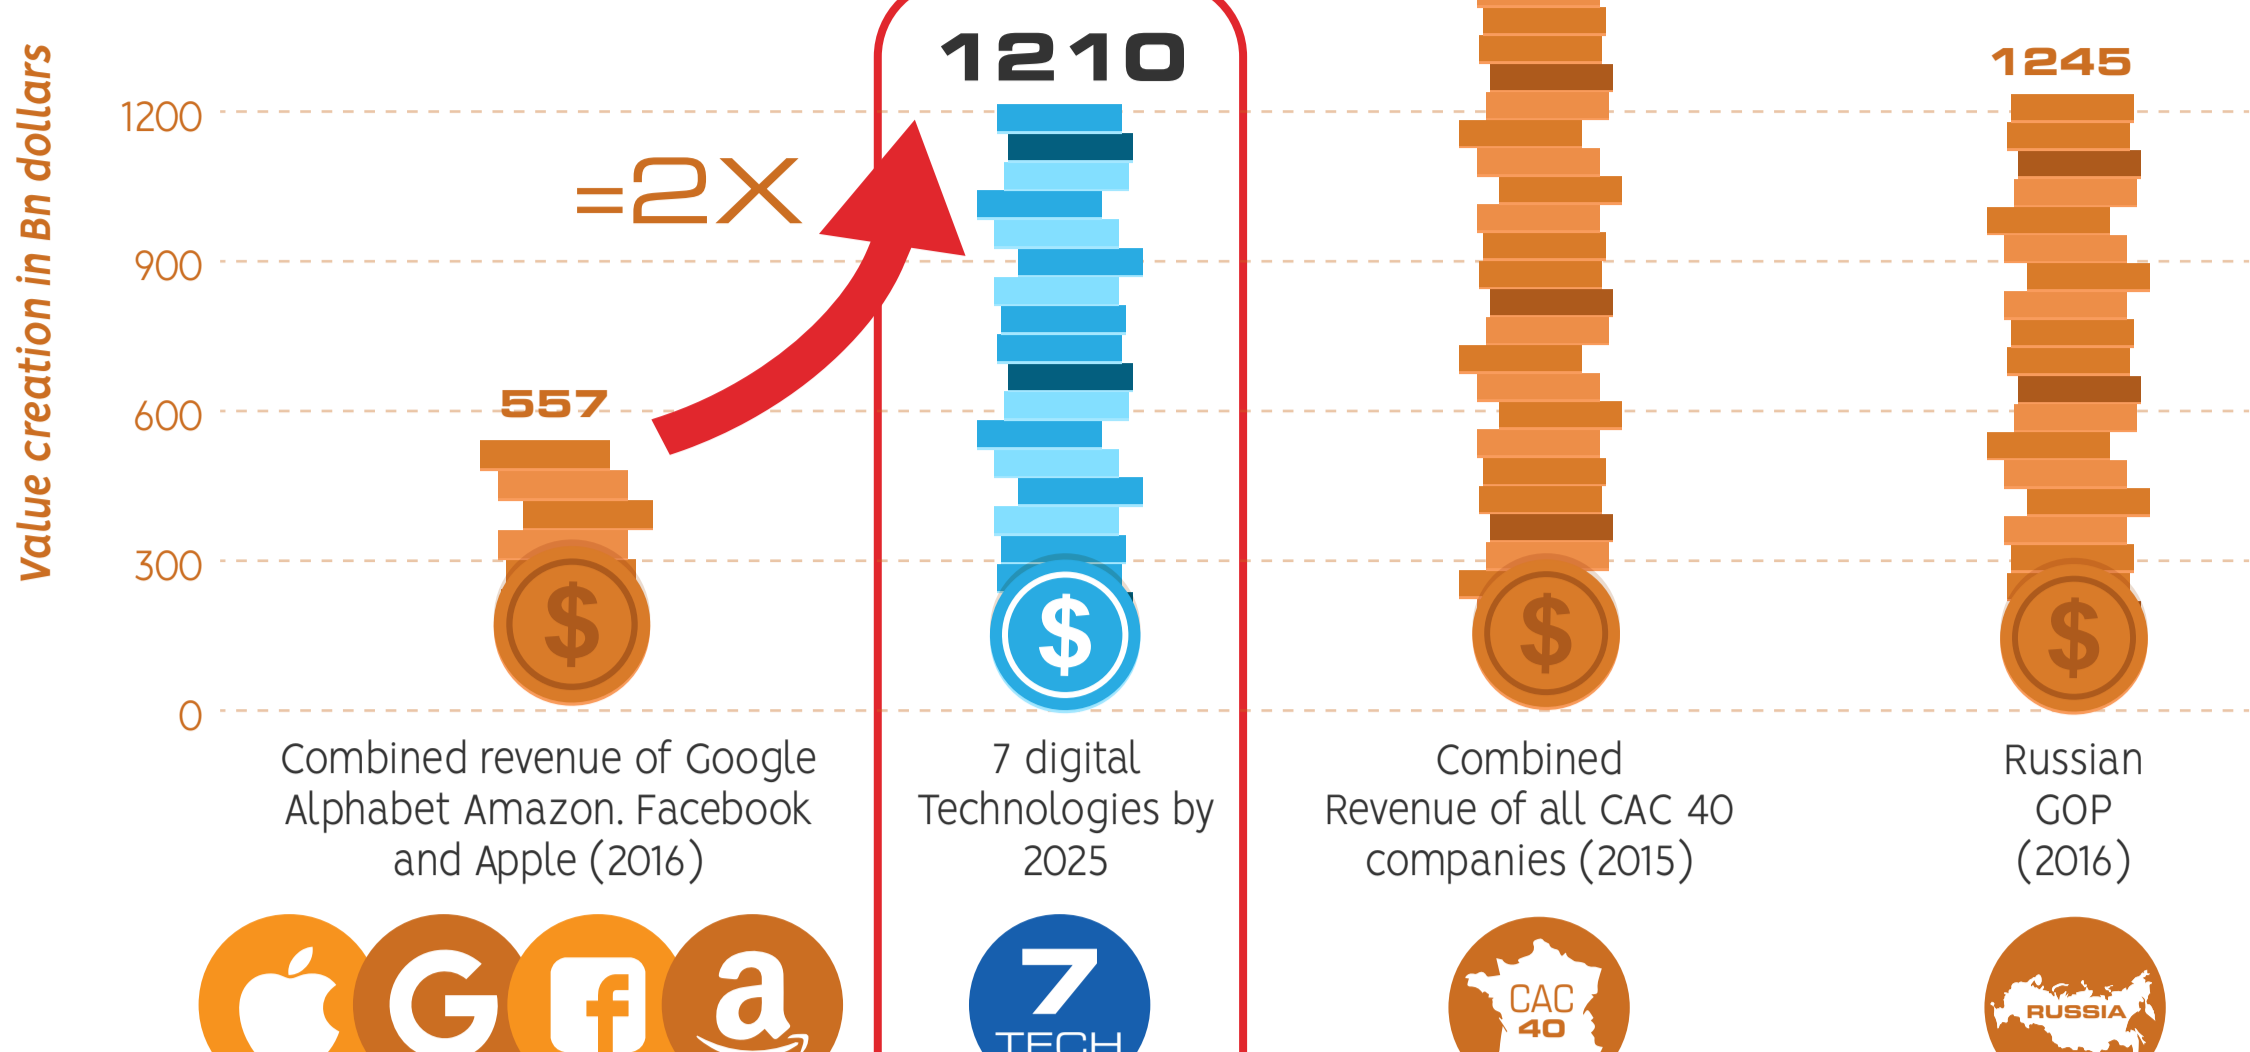 Value creation in Bn dollars
1200
900
600
300
0
557
=2X
1210
1245
$
$
$
$
Combined revenue of Google
Alphabet Amazon. Facebook
and Apple (2016)
7 digital
Technologies by
2025
Combined
Revenue of all CAC 40
companies (2015)
Russian
GOP
(2016)
G
f
a
7
TECH
CAC
40
RUSSIA